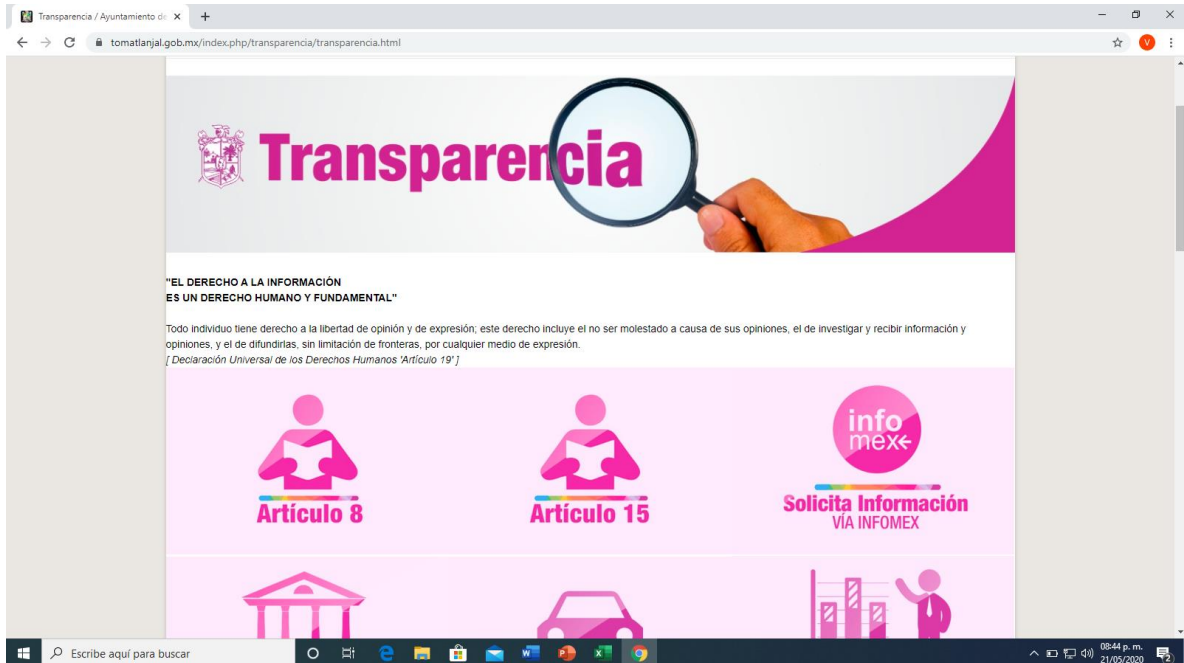 Transparencia / Ayuntamiento de
tomatlanjal.gob.mx/index.php/transparencia/transparencia.html
V
Transparencia
"EL DERECHO A LA INFORMACIÓN
ES UN DERECHO HUMANO Y FUNDAMENTAL"
Todo individuo tiene derecho a la libertad de opinión y de expresión; este derecho incluye el no ser molestado a causa de sus opiniones, el de investigar y recibir información y
opiniones, y el de difundirlas, sin limitación de fronteras, por cualquier medio de expresión.
[ Declaración Universal de los Derechos Humanos 'Artículo 19' ]
info
mex
Artículo 8
Artículo 15
Solicita Información
VÍA INFOMEX
Escribe aquí para buscar
08:44 p. m.
21/05/2020
2